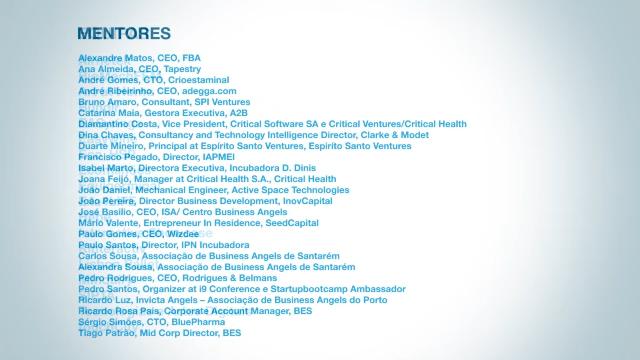 MENTORES
Alexandre Matos, CEO, FBA
Ana Almeida, CEO, Tapestry
André Gomes, CTO, Crioestaminal
André Ribeirinho, CEO, adegga.com
Bruno Amaro, Consultant, SPI Ventures
Catarina Maia, Gestora Executiva, A2B
Diamantino Costa, Vice President, Critical Software SA e Critical Ventures/Critical Health
Dina Chaves, Consultancy and Technology Intelligence Director, Clarke & Modet
Duarte Mineiro, Principal at Espírito Santo Ventures, Espírito Santo Ventures
Francisco Pegado, Director, IAPMEI
Isabel Marto, Directora Executiva, Incubadora D. Dinis
Joana Feijó, Manager at Critical Health S.A., Critical Health
João Daniel, Mechanical Engineer, Active Space Technologies
João Pereira, Director Business Development, InovCapital
José Basilio, CEO, ISA/ Centro Business Angels
Mário Valente, Entrepreneur In Residence, SeedCapital
Paulo Gomes, CEO, Wizdee
Paulo Santos, Director, IPN Incubadora
Carlos Sousa, Associação de Business Angels de Santarém
Alexandra Sousa, Associação de Business Angels de Santarém
Pedro Rodrigues, CEO, Rodrigues & Belmans
Pedro Santos, Organizer at i9 Conference e Startupbootcamp Ambassador
Ricardo Luz, Invicta Angels – Associação de Business Angels do Porto
Ricardo Rosa Pais, Corporate Account Manager, BES
Sérgio Simões, CTO, BluePharma
Tiago Patrão, Mid Corp Director, BES